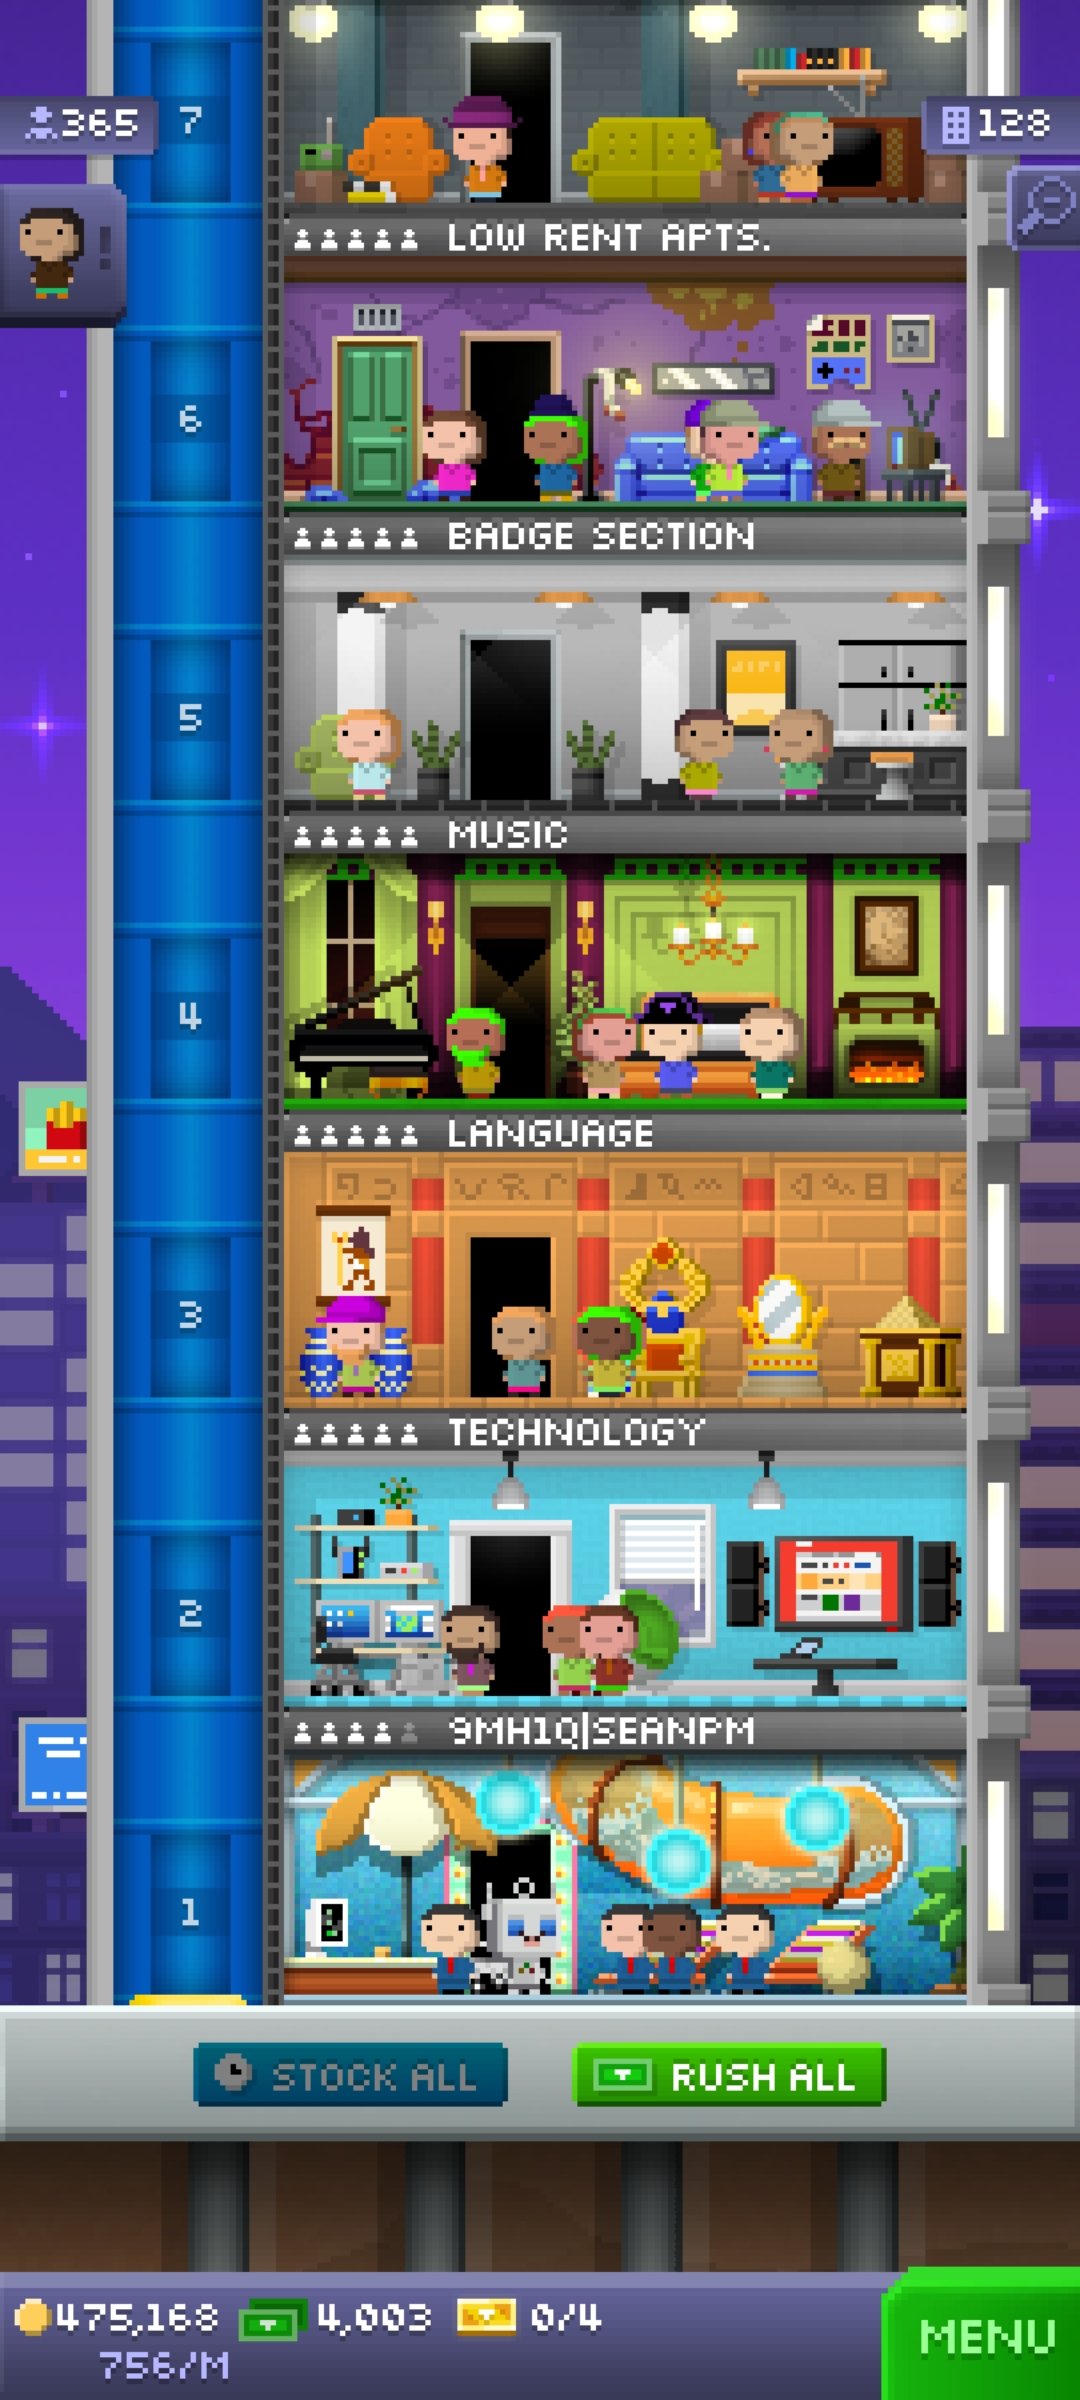 365
7
128
LOW RENT APTS.
6
BADGE SECTION
5
MUSIC
4
LANGUAGE
3
TECHNOLOGY
2
9MH1Q|SEANPM
1
STOCK ALL
RUSH ALL
475,168
4,003
0/4
756/M
MENU